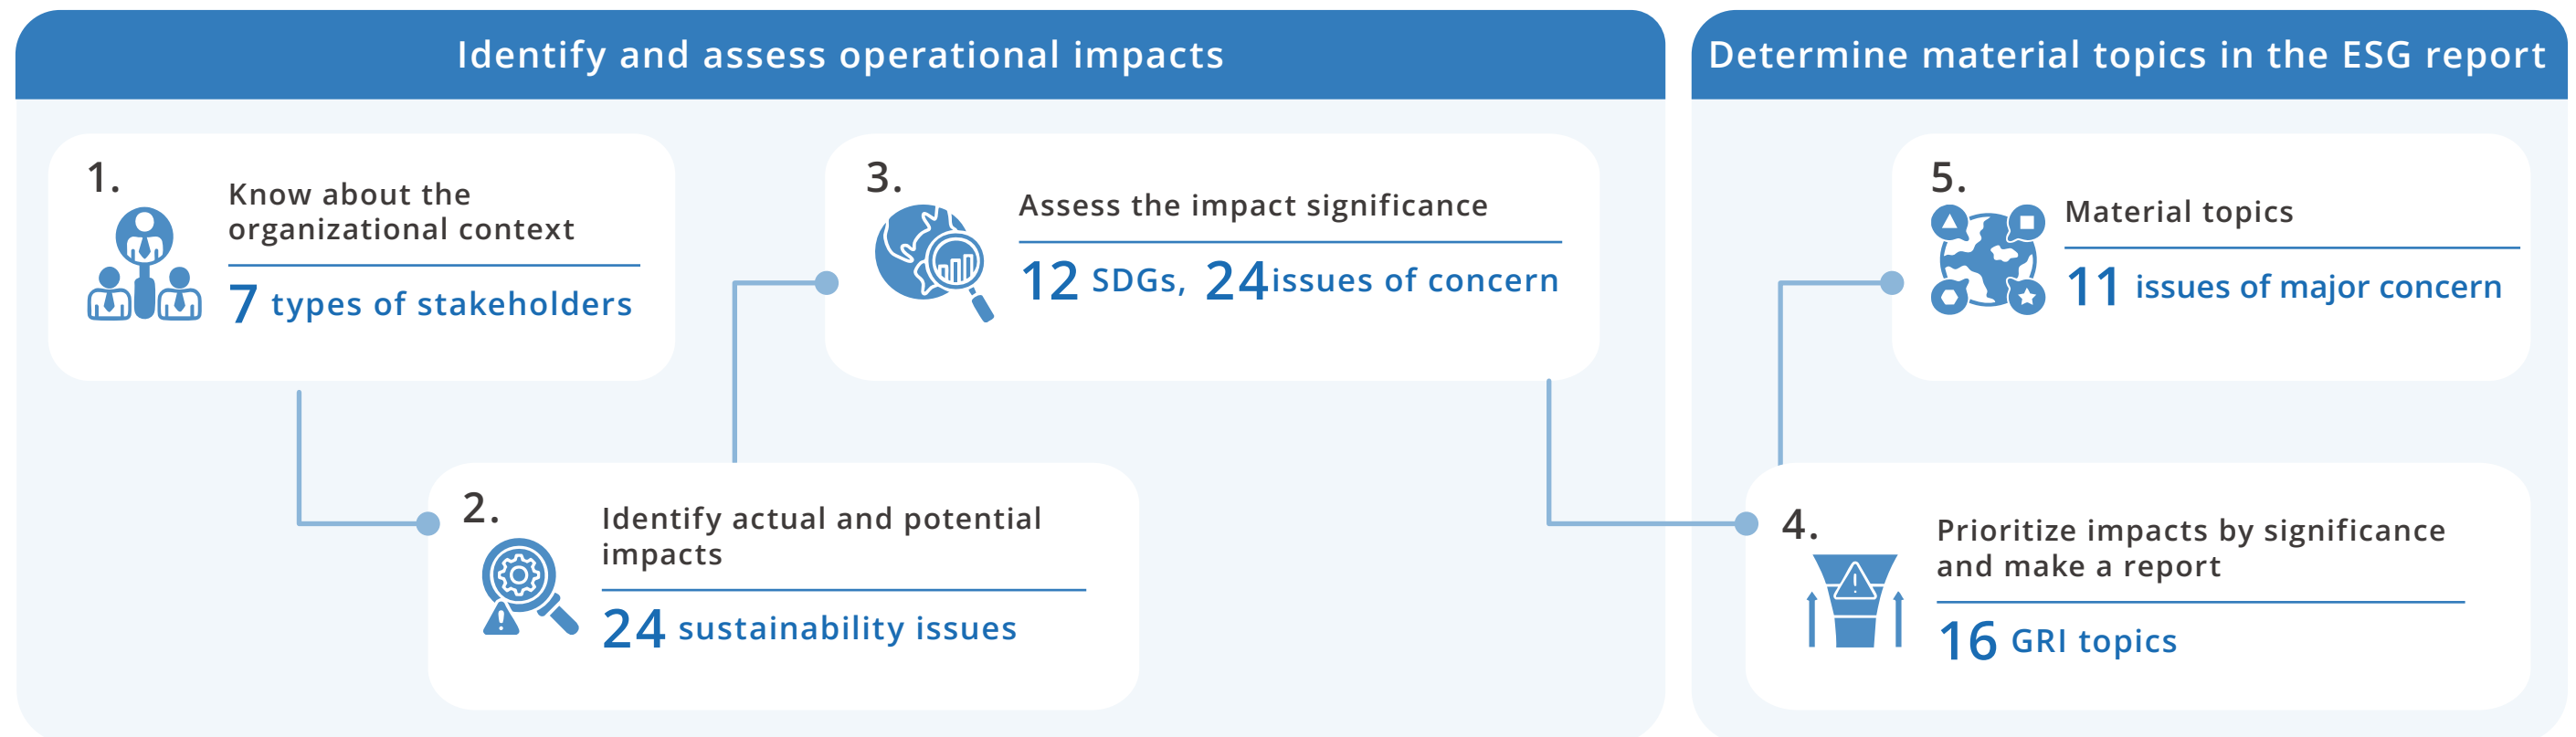 Identify and assess operational impacts
1.
Know about the
organizational context
7 types of stakeholders
2.
Identify actual and potential
impacts
24 sustainability issues
3.
Assess the impact significance
12 SDGs, 24issues of concern
Determine material topics in the ESG report
4.
Prioritize impacts by significance
and make a report
16 GRI topics
5.
Material topics
11 issues of major concern